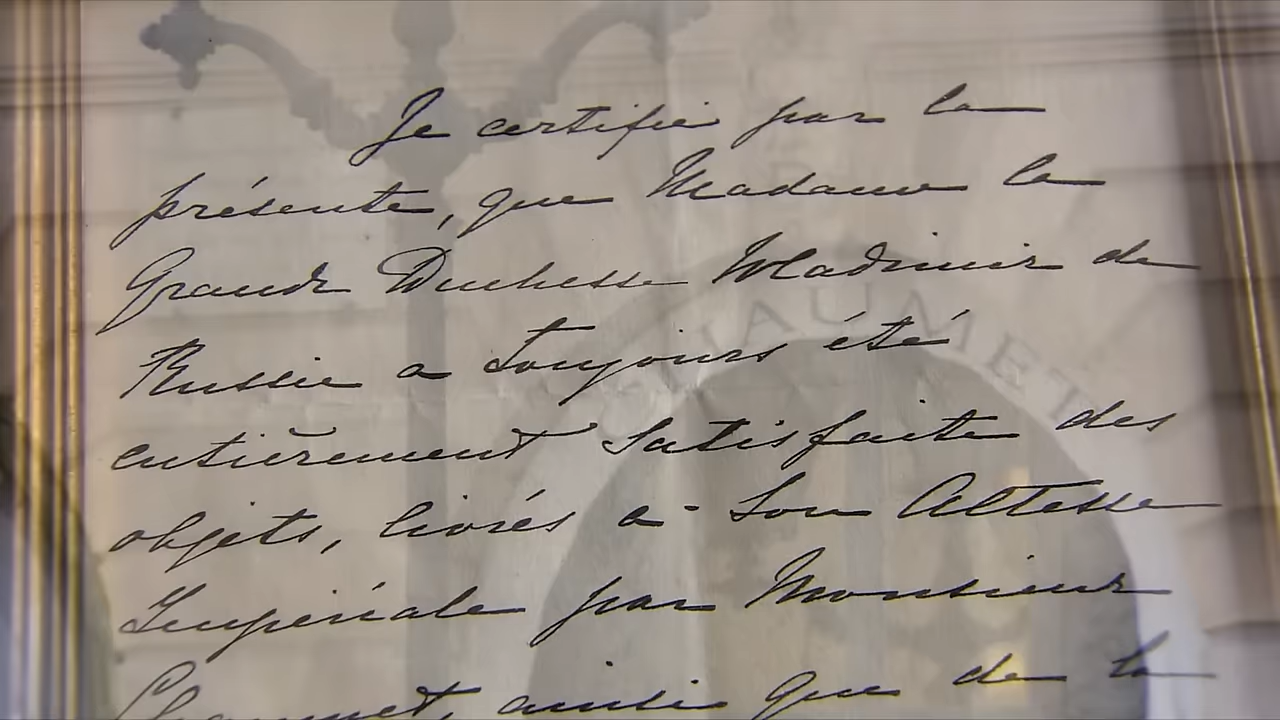 Je certifie par la
présente, que Madame la
Grande Duchesse Wladimir de
Russie a toujours été
entièrement satisfaite des
objets, livrés à Son Altesse
Impériale par Monsieur
Chaumet, ainsi que de la
CHAUMET